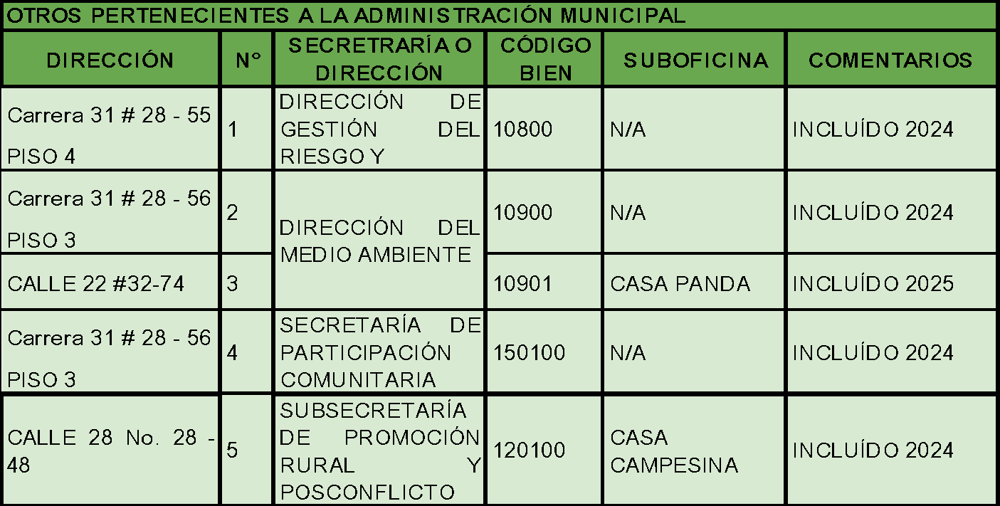 OTROS PERTENECIENTES A LA ADMINISTRACIÓN MUNICIPAL
DIRECCIÓN
N°
SECRETRARÍA O
DIRECCIÓN
CÓDIGO
BIEN
SUBOFICINA
COMENTARIOS
Carrera 31 # 28 - 55
PISO 4
1
DIRECCIÓN DE
GESTIÓN DEL
RIESGO Y
10800
N/A
INCLUÍDO 2024
Carrera 31 # 28 - 56
PISO 3
2
DIRECCIÓN DEL
MEDIO AMBIENTE
10900
N/A
INCLUÍDO 2024
CALLE 22 #32-74
3
10901
CASA PANDA
INCLUÍDO 2025
Carrera 31 # 28 - 56
PISO 3
4
SECRETARÍA DE
PARTICIPACIÓN
COMUNITARIA
150100
N/A
INCLUÍDO 2024
CALLE 28 No. 28 -
48
5
SUBSECRETARÍA
DE PROMOCIÓN
RURAL Y
POSCONFLICTO
120100
CASA
CAMPESINA
INCLUÍDO 2024